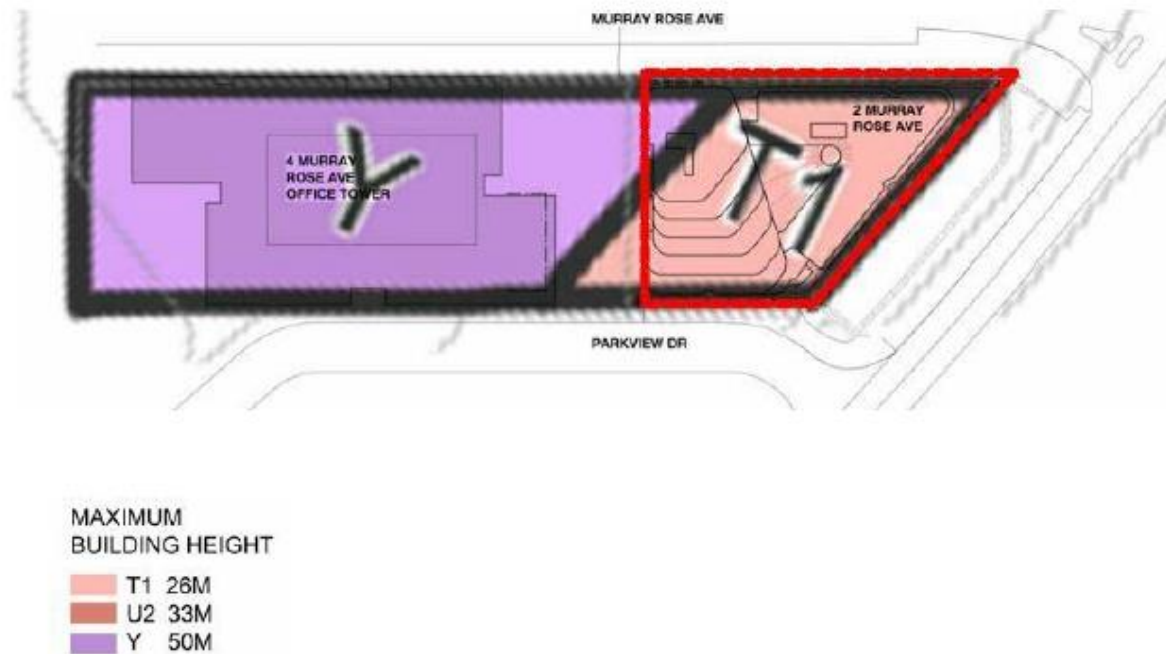 MURRAY ROSE AVE
2 MURRAY
ROSE AVE
4 MURRAY
ROSE AVE
OFFICE TOWER
Y
T1
PARKVIEW DR
MAXIMUM
BUILDING HEIGHT
T1 26M
U2 33M
Y 50M